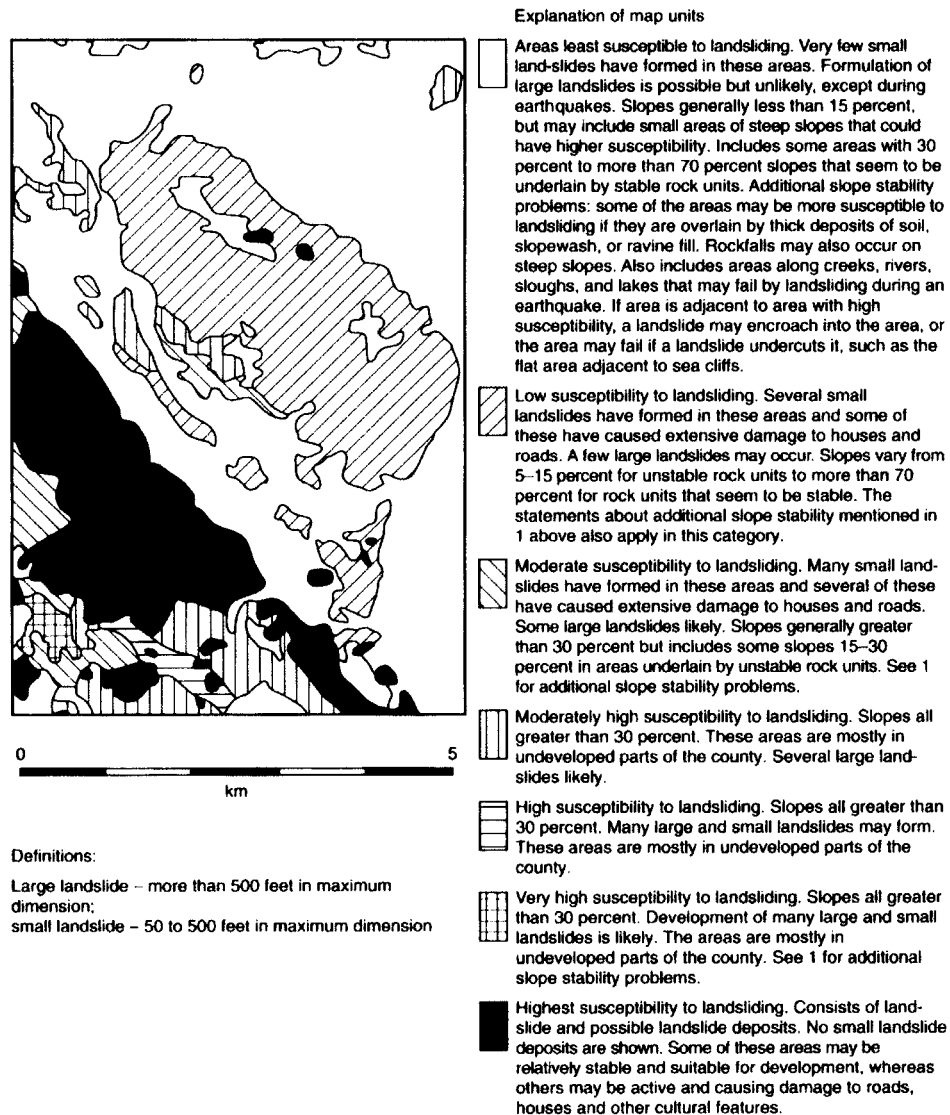 Explanation of map units
Areas least susceptible to landsliding. Very few small
land-slides have formed in these areas. Formulation of
large landslides is possible but unlikely, except during
earthquakes. Slopes generally less than 15 percent,
but may include small areas of steep slopes that could
have higher susceptibility. Includes some areas with 30
percent to more than 70 percent slopes that seem to be
underlain by stable rock units. Additional slope stability
problems: some of the areas may be more susceptible to
landsliding if they are overlain by thick deposits of soil,
slopewash, or ravine fill. Rockfalls may also occur on
steep slopes. Also includes areas along creeks, rivers,
sloughs, and lakes that may fail by landsliding during an
earthquake. If area is adjacent to area with high
susceptibility, a landslide may encroach into the area, or
the area may fail if a landslide undercuts it, such as the
flat area adjacent to sea cliffs.
Low susceptibility to landsliding. Several small
landslides have formed in these areas and some of
these have caused extensive damage to houses and
roads. A few large landslides may occur. Slopes vary from
5–15 percent for unstable rock units to more than 70
percent for rock units that seem to be stable. The
statements about additional slope stability mentioned in
1 above also apply in this category.
Moderate susceptibility to landsliding. Many small land-
slides have formed in these areas and several of these
have caused extensive damage to houses and roads.
Some large landslides likely. Slopes generally greater
than 30 percent but includes some slopes 15–30
percent in areas underlain by unstable rock units. See 1
for additional slope stability problems.
Moderately high susceptibility to landsliding. Slopes all
greater than 30 percent. These areas are mostly in
undeveloped parts of the county. Several large land-
slides likely.
High susceptibility to landsliding. Slopes all greater than
30 percent. Many large and small landslides may form.
These areas are mostly in undeveloped parts of the
county.
Very high susceptibility to landsliding. Slopes all greater
than 30 percent. Development of many large and small
landslides is likely. The areas are mostly in
undeveloped parts of the county. See 1 for additional
slope stability problems.
Highest susceptibility to landsliding. Consists of land-
slide and possible landslide deposits. No small landslide
deposits are shown. Some of these areas may be
relatively stable and suitable for development, whereas
others may be active and causing damage to roads,
houses and other cultural features.
0 5
km
Definitions:
Large landslide – more than 500 feet in maximum
dimension;
small landslide – 50 to 500 feet in maximum dimension